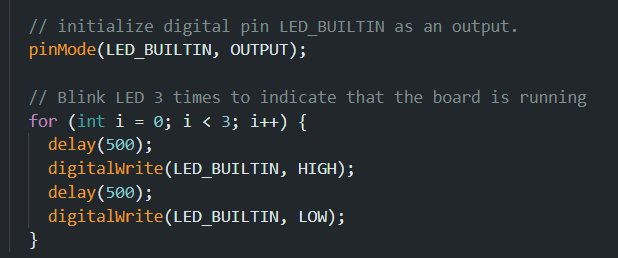 // initialize digital pin LED_BUILTIN as an output.
pinMode(LED_BUILTIN, OUTPUT);
// Blink LED 3 times to indicate that the board is running
for (int i = 0; i < 3; i++) {
delay(500);
digitalWrite(LED_BUILTIN, HIGH);
delay(500);
digitalWrite(LED_BUILTIN, LOW);
}